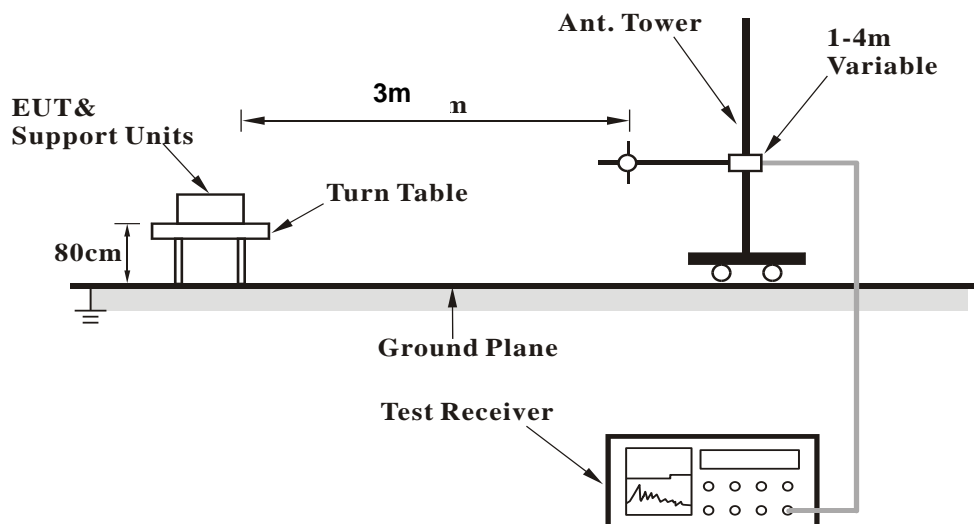 Ant. Tower
1-4m
Variable
3m
n
EUT&
Support Units
Turn Table
80cm
Ground Plane
Test Receiver